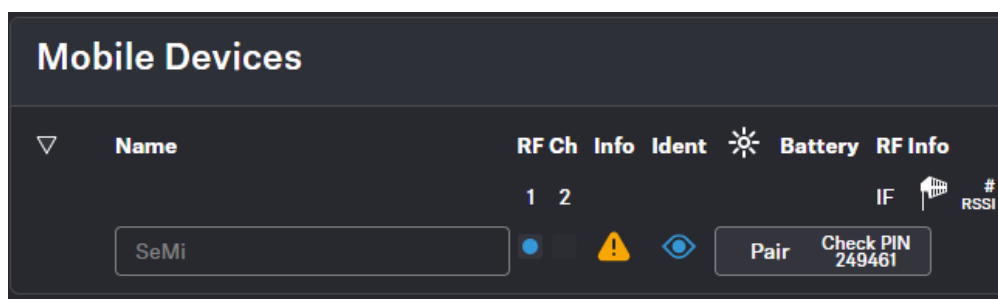 Mobile Devices
Name RF Ch Info Ident Battery RF Info
1 2 IF # RSSI
SeMi Pair Check PIN 249461